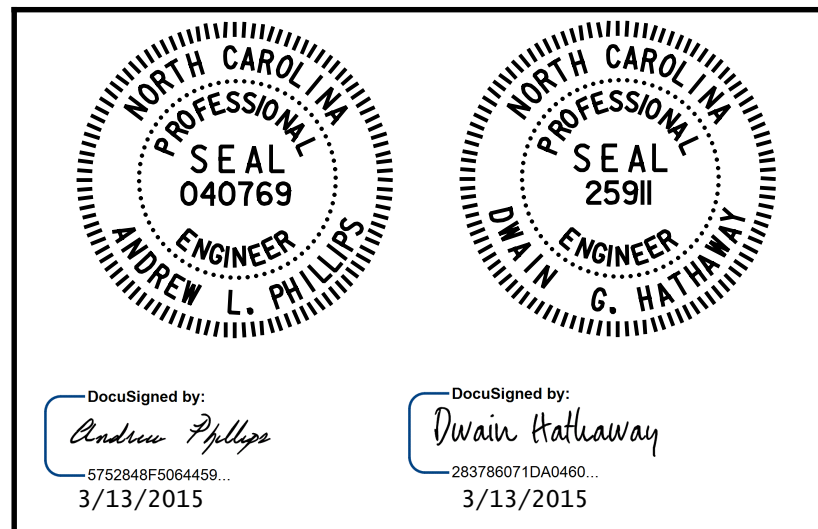 NORTH CAROLINA
PROFESSIONAL
SEAL
040769
ENGINEER
ANDREW L. PHILLIPS
NORTH CAROLINA
PROFESSIONAL
SEAL
25911
ENGINEER
DWAIN G. HATHAWAY
DocuSigned by:
Andrew Phillips
5752848F5064459...
3/13/2015
DocuSigned by:
Dwain Hathaway
283786071DA0460...
3/13/2015